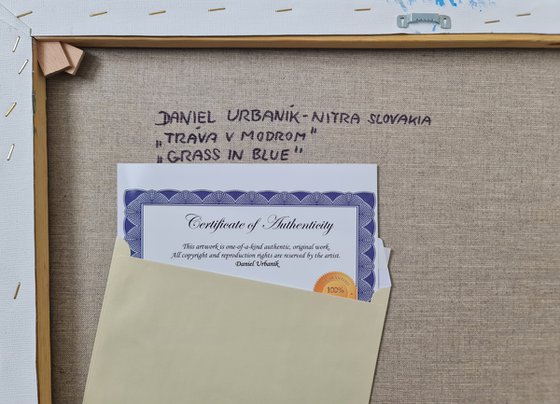 DANIEL URBANÍK-NITRA SLOVAKIA
„TRÁVA V MODROM"
„GRASS IN BLUE"
Certificate of Authenticity
This artwork is one-of-a-kind authentic, original work.
All copyright and reproduction rights are reserved by the artist.
Daniel Urbaník
100%